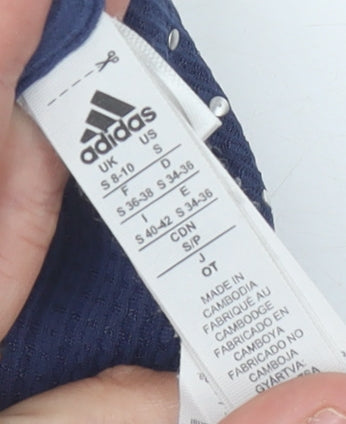 adidas
UK US
S 8-10 S
F D
S 36-38 S 34-36
I E
S 40-42 S 34-36
CDN
S/P
J
OT
MADE IN
CAMBODIA
FABRIQUÉ AU
CAMBODGE
FABRICADO EN
CAMBOYA
FABRICADO NO
CAMBOJA
GYÁRTVA: